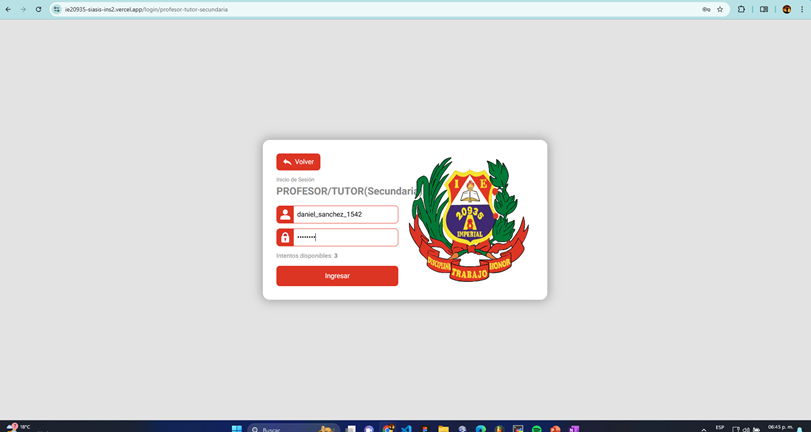 ie20935-siasis-ins2.vercel.app/login/profesor-tutor-secundaria
Volver
Inicio de Sesión
PROFESOR/TUTOR(Secundaria)
daniel_sanchez_1542
Intentos disponibles: 3
Ingresar
I E
20935
IMPERIAL
DISCIPLINA
TRABAJO
HONOR
18°C
Buscar
ESP
06:45 p. m.